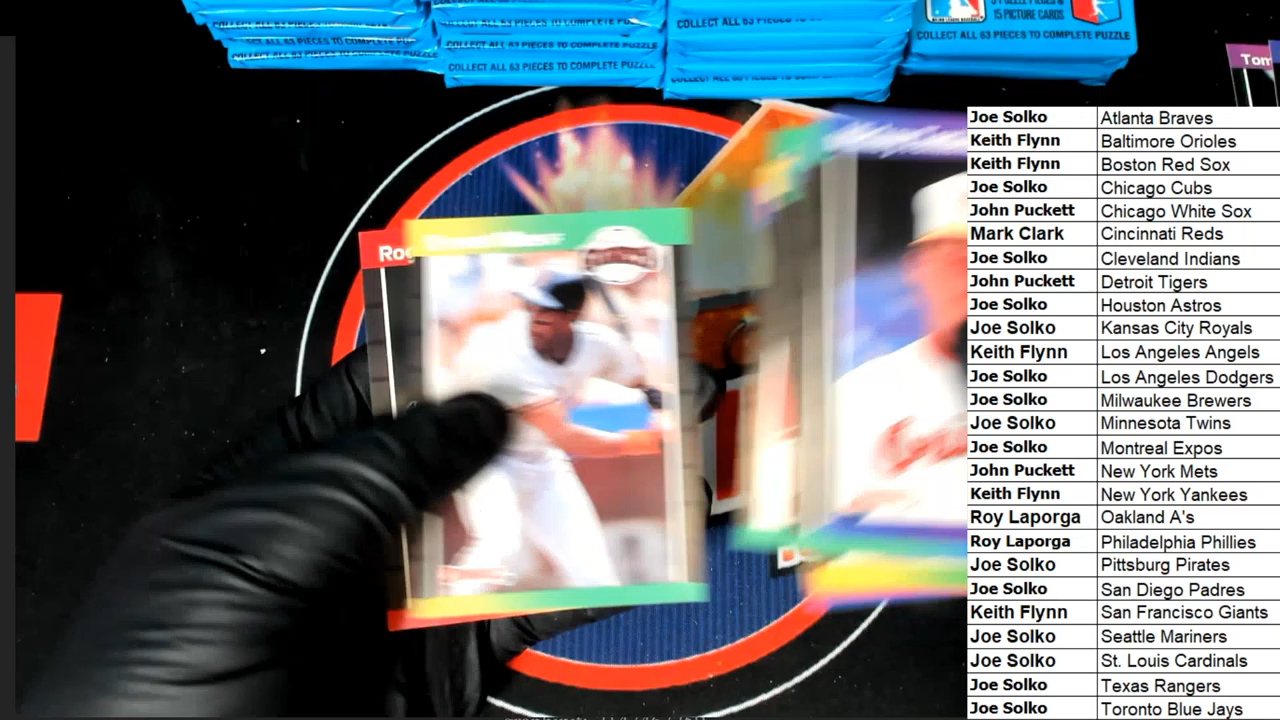 COLLECT ALL 63 PIECES TO COMPLETE PUZZLE
15 PICTURE CARDS
COLLECT ALL 63 PIECES TO COMPLETE PUZZLE
COLLECT ALL 63 PIECES TO COMPLETE PUZZLE
COLLECT ALL 63 PIECES TO COMPLETE PUZZLE
Tom
Joe Solko Atlanta Braves
Keith Flynn Baltimore Orioles
Keith Flynn Boston Red Sox
Joe Solko Chicago Cubs
John Puckett Chicago White Sox
Mark Clark Cincinnati Reds
Joe Solko Cleveland Indians
John Puckett Detroit Tigers
Joe Solko Houston Astros
Joe Solko Kansas City Royals
Keith Flynn Los Angeles Angels
Joe Solko Los Angeles Dodgers
Joe Solko Milwaukee Brewers
Joe Solko Minnesota Twins
Joe Solko Montreal Expos
John Puckett New York Mets
Keith Flynn New York Yankees
Roy Laporga Oakland A's
Roy Laporga Philadelphia Phillies
Joe Solko Pittsburg Pirates
Joe Solko San Diego Padres
Keith Flynn San Francisco Giants
Joe Solko Seattle Mariners
Joe Solko St. Louis Cardinals
Joe Solko Texas Rangers
Joe Solko Toronto Blue Jays